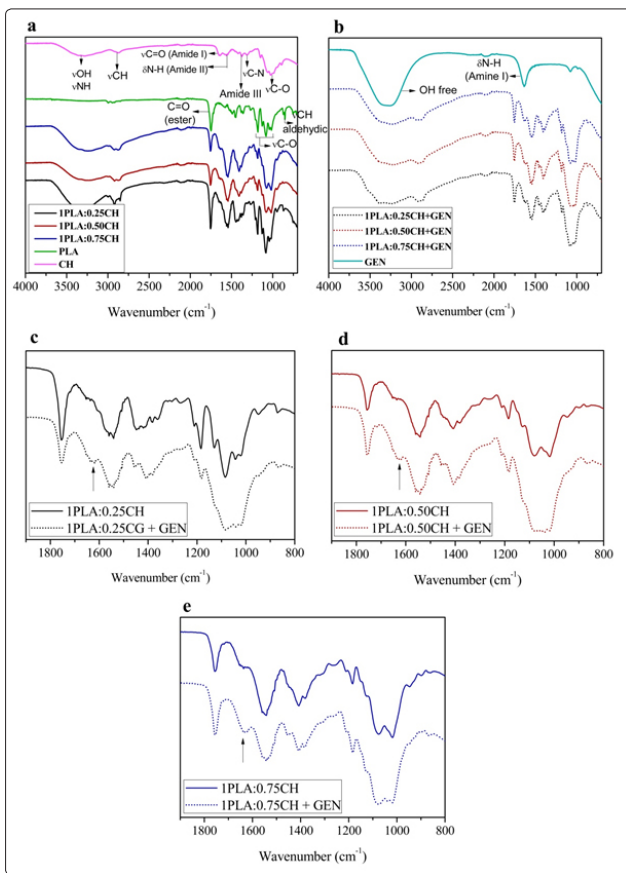 a
νC=O (Amide I)
δN-H (Amide II)
νOH
νNH
νCH
νC-N
νC-O
Amide III
C=O
(ester)
νCH
aldehydic
νC-O
1PLA:0.25CH
1PLA:0.50CH
1PLA:0.75CH
PLA
CH
4000 3500 3000 2500 2000 1500 1000
Wavenumber (cm-1)
b
δN-H
(Amine I)
OH free
1PLA:0.25CH+GEN
1PLA:0.50CH+GEN
1PLA:0.75CH+GEN
GEN
4000 3500 3000 2500 2000 1500 1000
Wavenumber (cm-1)
c
1PLA:0.25CH
1PLA:0.25CG + GEN
1800 1600 1400 1200 1000 800
Wavenumber (cm-1)
d
1PLA:0.50CH
1PLA:0.50CH + GEN
1800 1600 1400 1200 1000 800
Wavenumber (cm-1)
e
1PLA:0.75CH
1PLA:0.75CH + GEN
1800 1600 1400 1200 1000 800
Wavenumber (cm-1)